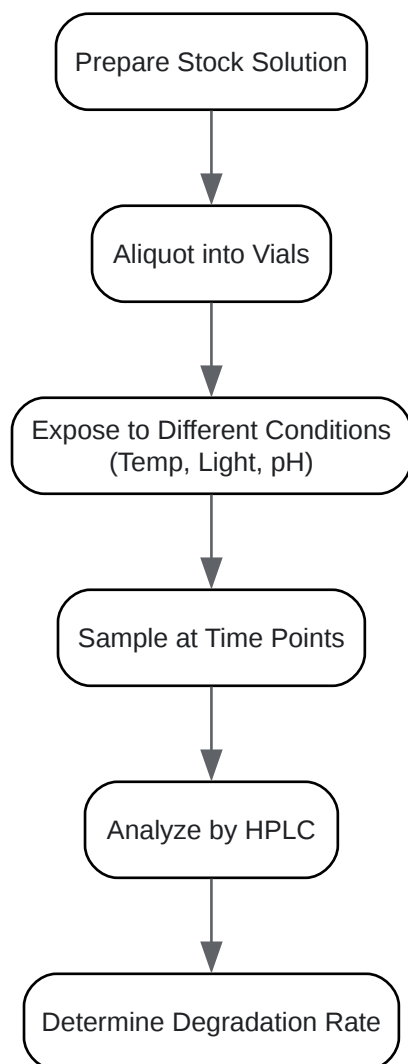 Prepare Stock Solution
Aliquot into Vials
Expose to Different Conditions
(Temp, Light, pH)
Sample at Time Points
Analyze by HPLC
Determine Degradation Rate